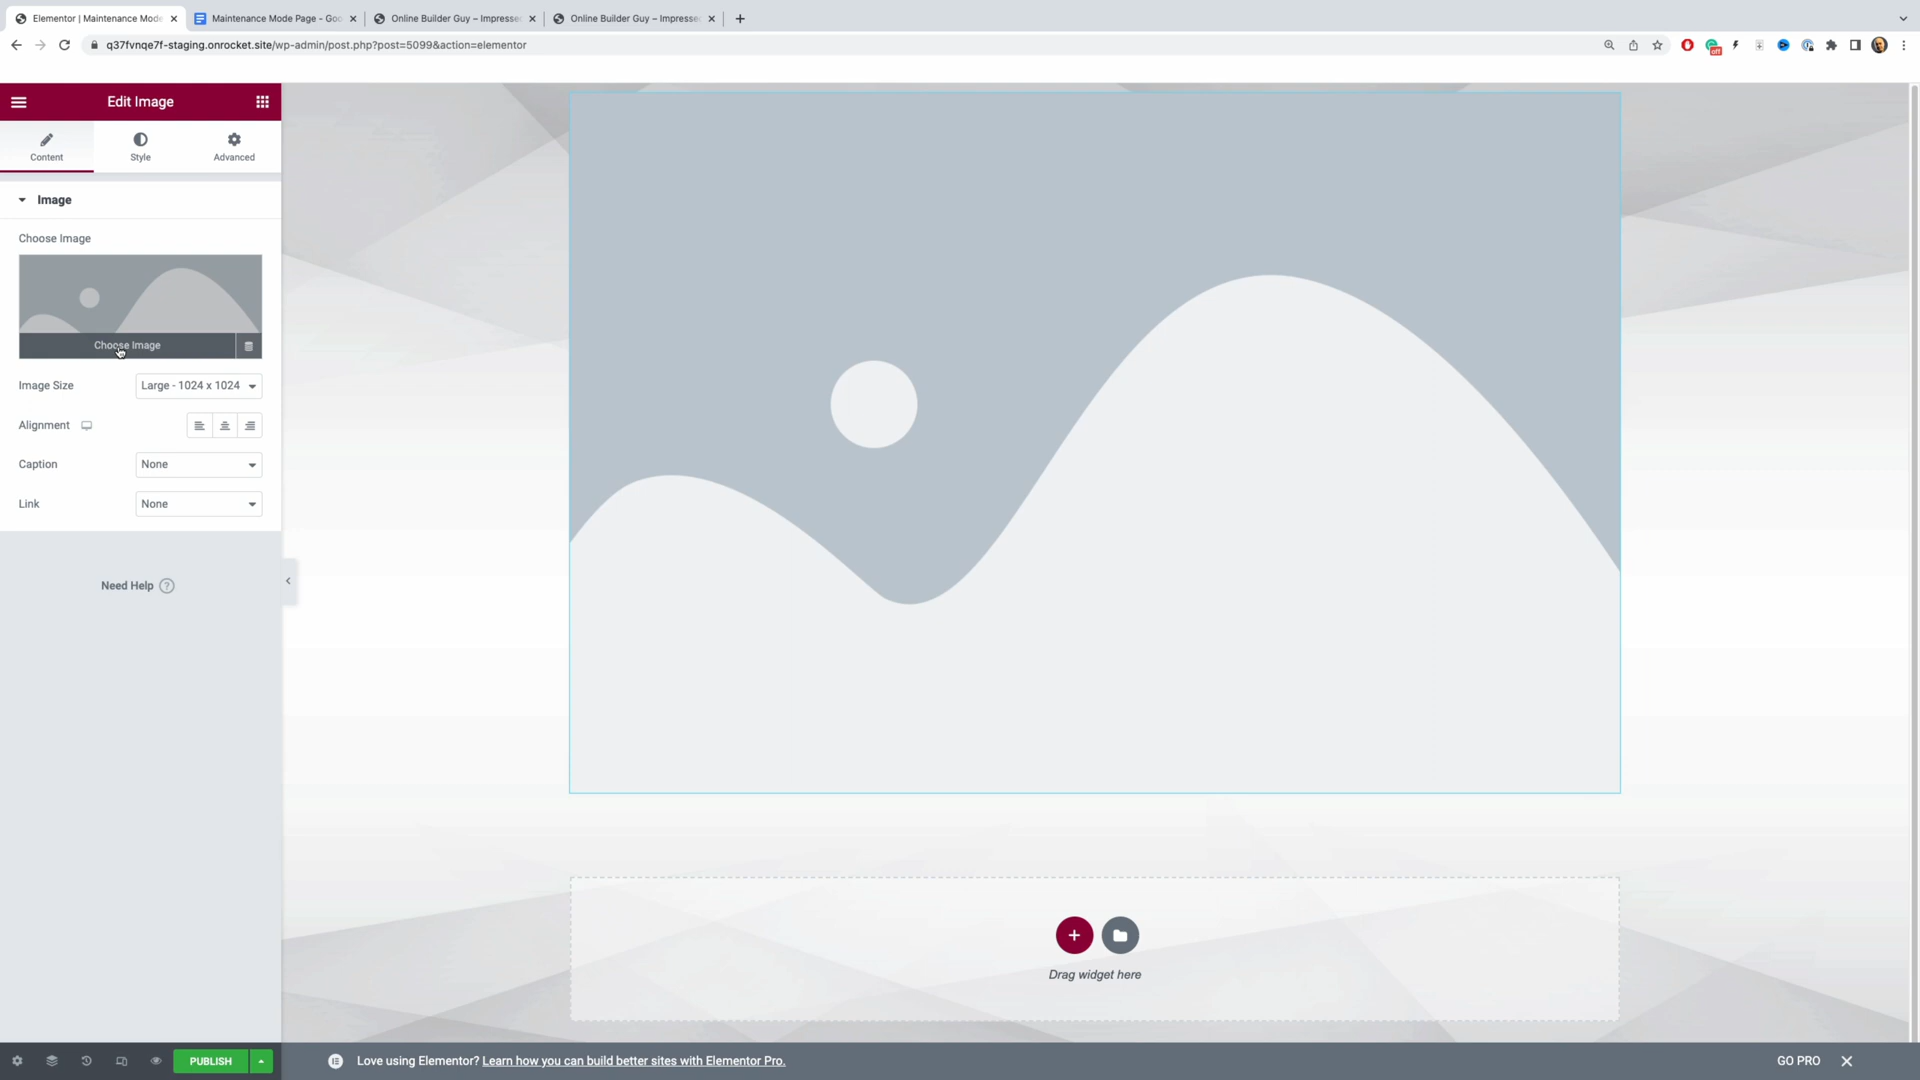 Elementor | Maintenance Mode
Maintenance Mode Page - Goo
Online Builder Guy – Impresse
Online Builder Guy – Impresse
q37fvnqe7f-staging.onrocket.site/wp-admin/post.php?post=5099&action=elementor
off
Edit Image
Content
Style
Advanced
Image
Choose Image
Choose Image
Image Size
Large - 1024 x 1024
Alignment
Caption
None
Link
None
Need Help ?
Drag widget here
PUBLISH
Love using Elementor? Learn how you can build better sites with Elementor Pro.
GO PRO